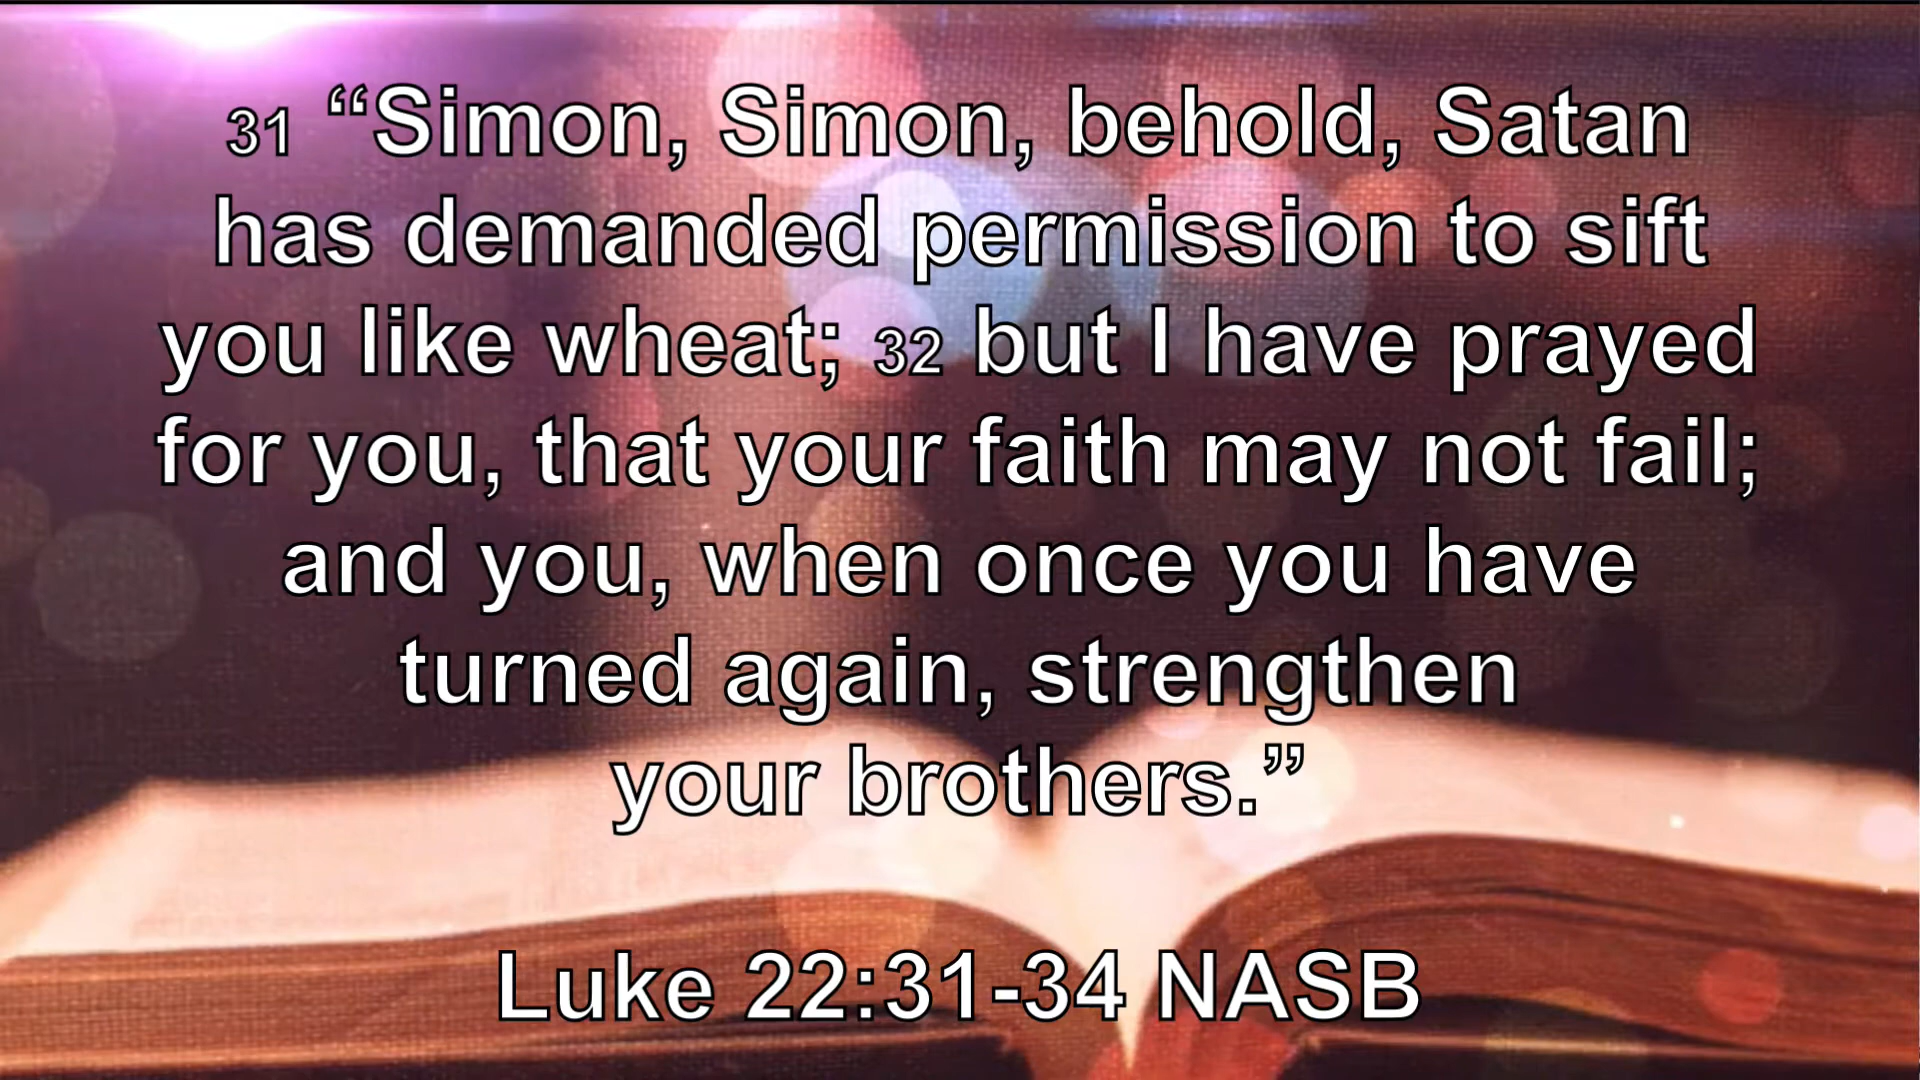 31 “Simon, Simon, behold, Satan
has demanded permission to sift
you like wheat; 32 but I have prayed
for you, that your faith may not fail;
and you, when once you have
turned again, strengthen
your brothers.”
Luke 22:31-34 NASB